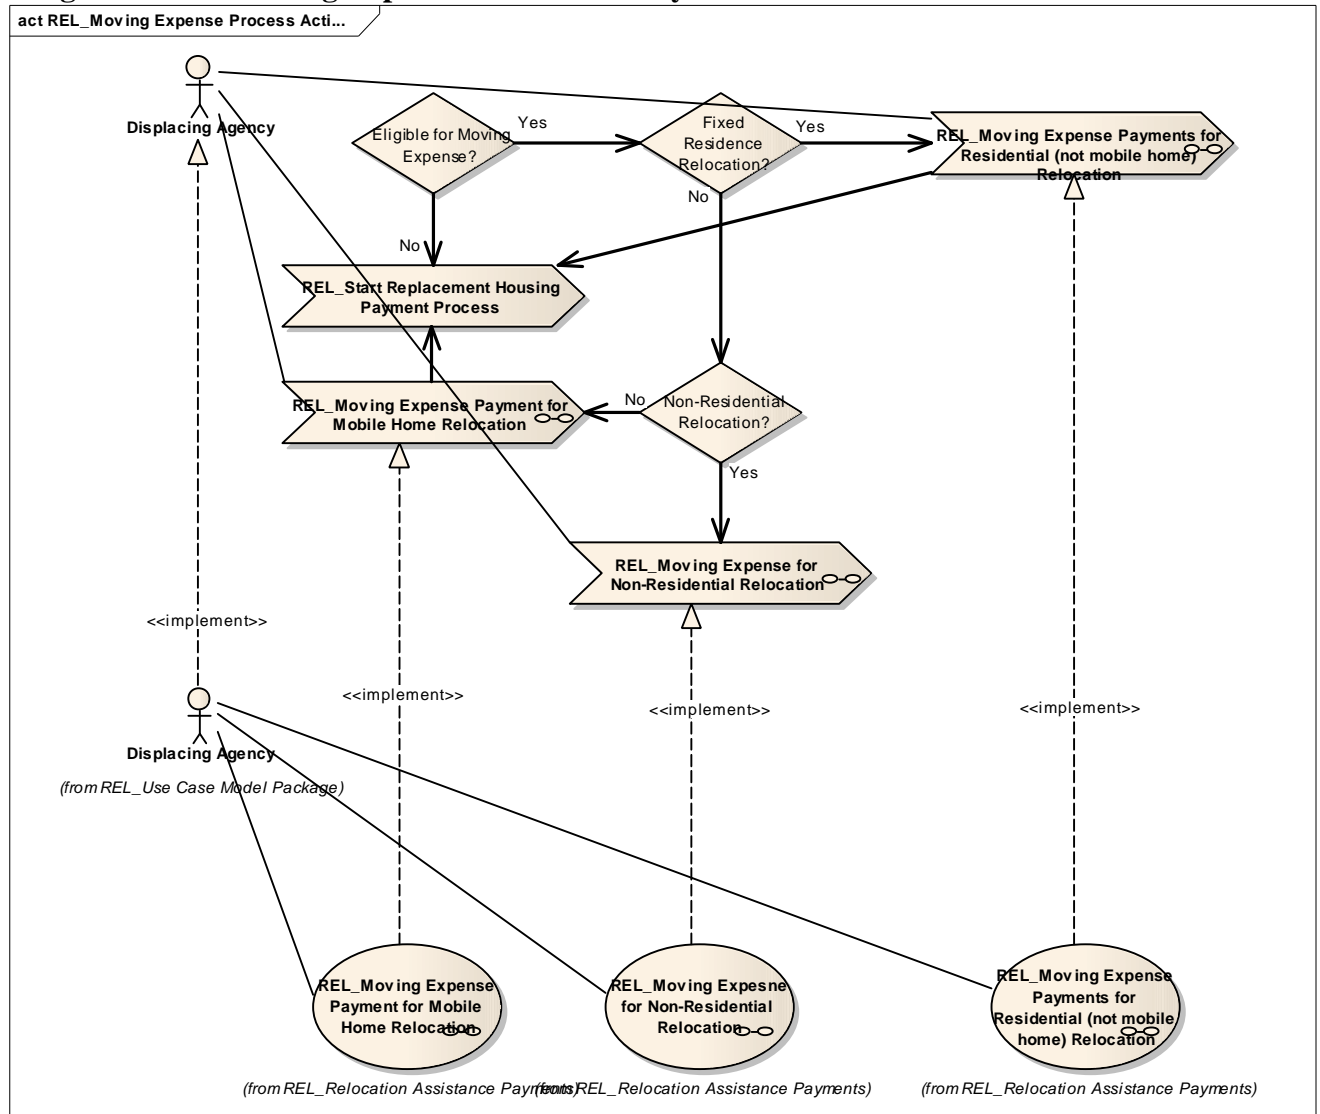 act REL_Moving Expense Process Acti...
Displacing Agency
Eligible for Moving
Expense?
Yes
Fixed
Residence
Relocation?
Yes
REL_Moving Expense Payments for
Residential (not mobile home)
Relocation
No
No
REL_Start Replacement Housing
Payment Process
REL_Moving Expense Payment for
Mobile Home Relocation
No
Non-Residential
Relocation?
Yes
REL_Moving Expense for
Non-Residential Relocation
<<implement>>
<<implement>>
<<implement>>
<<implement>>
Displacing Agency
(from REL_Use Case Model Package)
REL_Moving Expense
Payment for Mobile
Home Relocation
REL_Moving Expesne
for Non-Residential
Relocation
REL_Moving Expense
Payments for
Residential (not mobile
home) Relocation
(from REL_Relocation Assistance Payments)
(from REL_Relocation Assistance Payments)
(from REL_Relocation Assistance Payments)